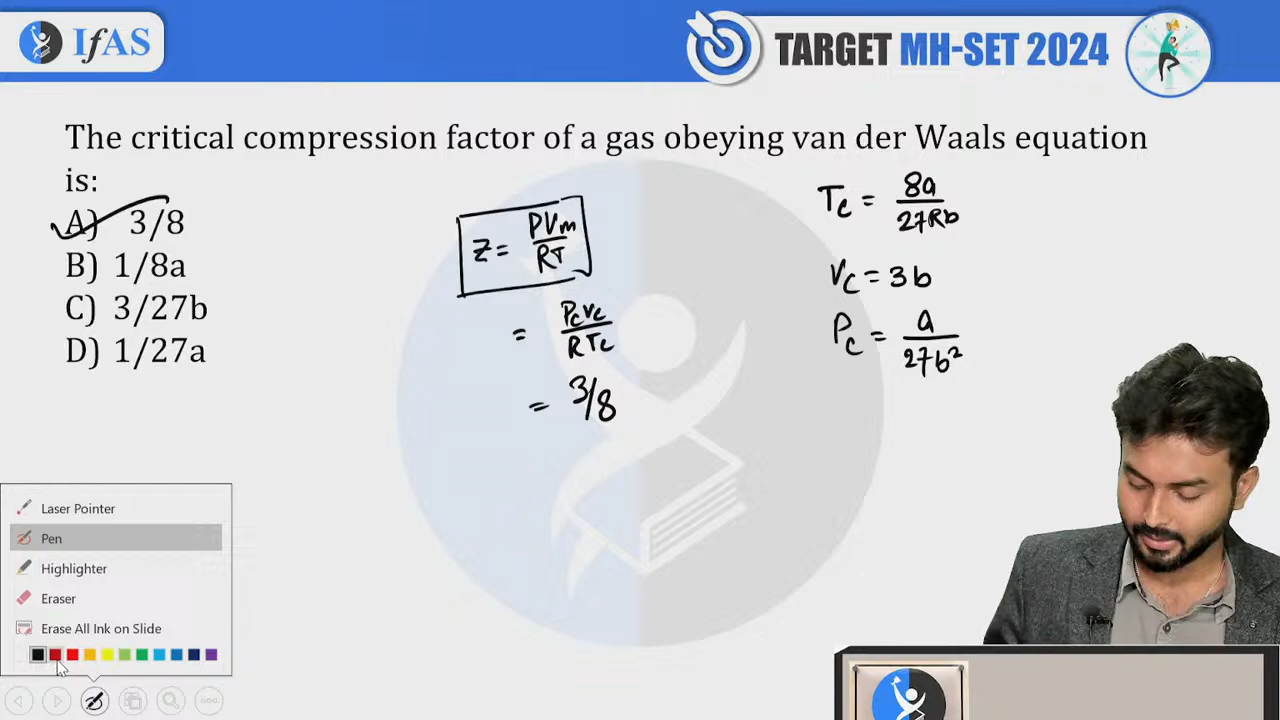 IfAS
TARGET MH-SET 2024
The critical compression factor of a gas obeying van der Waals equation
is:
A) 3/8
B) 1/8a
C) 3/27b
D) 1/27a
Z = PVm/RT
= PcVc/RTc
= 3/8
Tc = 8a/27Rb
Vc = 3b
Pc = a/27b²
Laser Pointer
Pen
Highlighter
Eraser
Erase All Ink on Slide